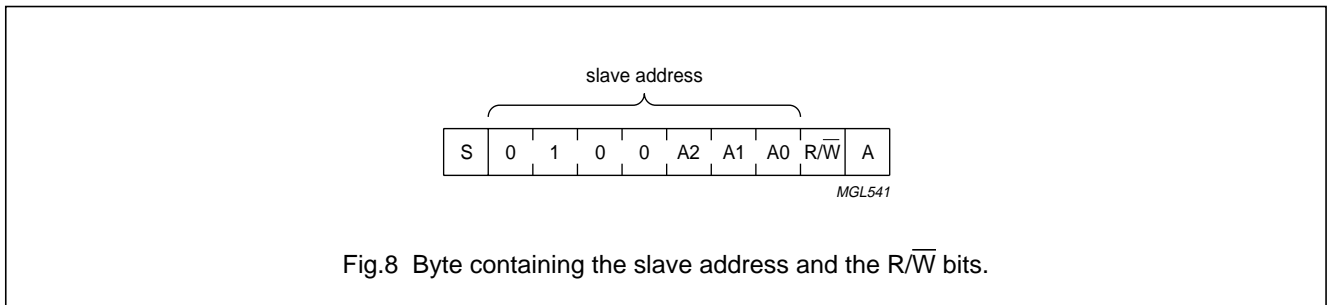 slave address
S 0 1 0 0 A2 A1 A0 R/W̅ A
MGL541
Fig.8 Byte containing the slave address and the R/W̅ bits.